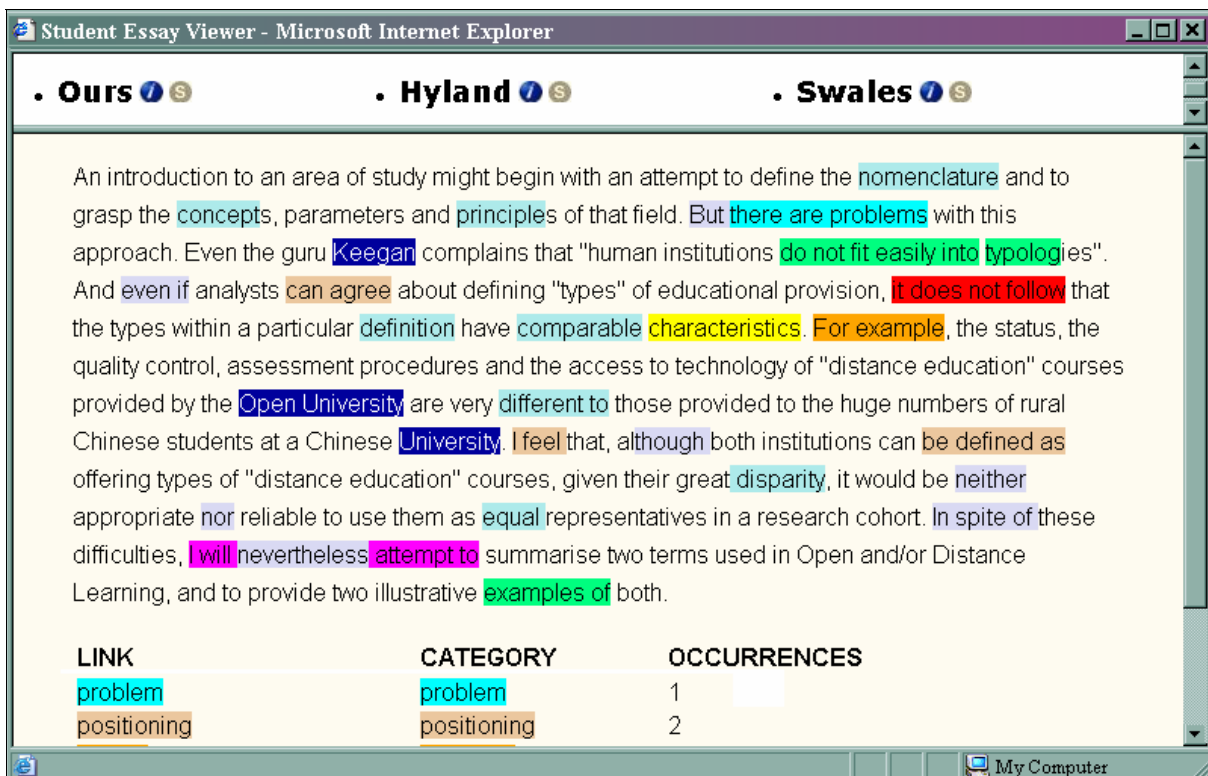 Student Essay Viewer - Microsoft Internet Explorer
• Ours i S • Hyland i S • Swales i S
An introduction to an area of study might begin with an attempt to define the nomenclature and to
grasp the concepts, parameters and principles of that field. But there are problems with this
approach. Even the guru Keegan complains that "human institutions do not fit easily into typologies".
And even if analysts can agree about defining "types" of educational provision, it does not follow that
the types within a particular definition have comparable characteristics. For example, the status, the
quality control, assessment procedures and the access to technology of "distance education" courses
provided by the Open University are very different to those provided to the huge numbers of rural
Chinese students at a Chinese University. I feel that, although both institutions can be defined as
offering types of "distance education" courses, given their great disparity, it would be neither
appropriate nor reliable to use them as equal representatives in a research cohort. In spite of these
difficulties, I will nevertheless attempt to summarise two terms used in Open and/or Distance
Learning, and to provide two illustrative examples of both.
LINK CATEGORY OCCURRENCES
problem problem 1
positioning positioning 2
My Computer